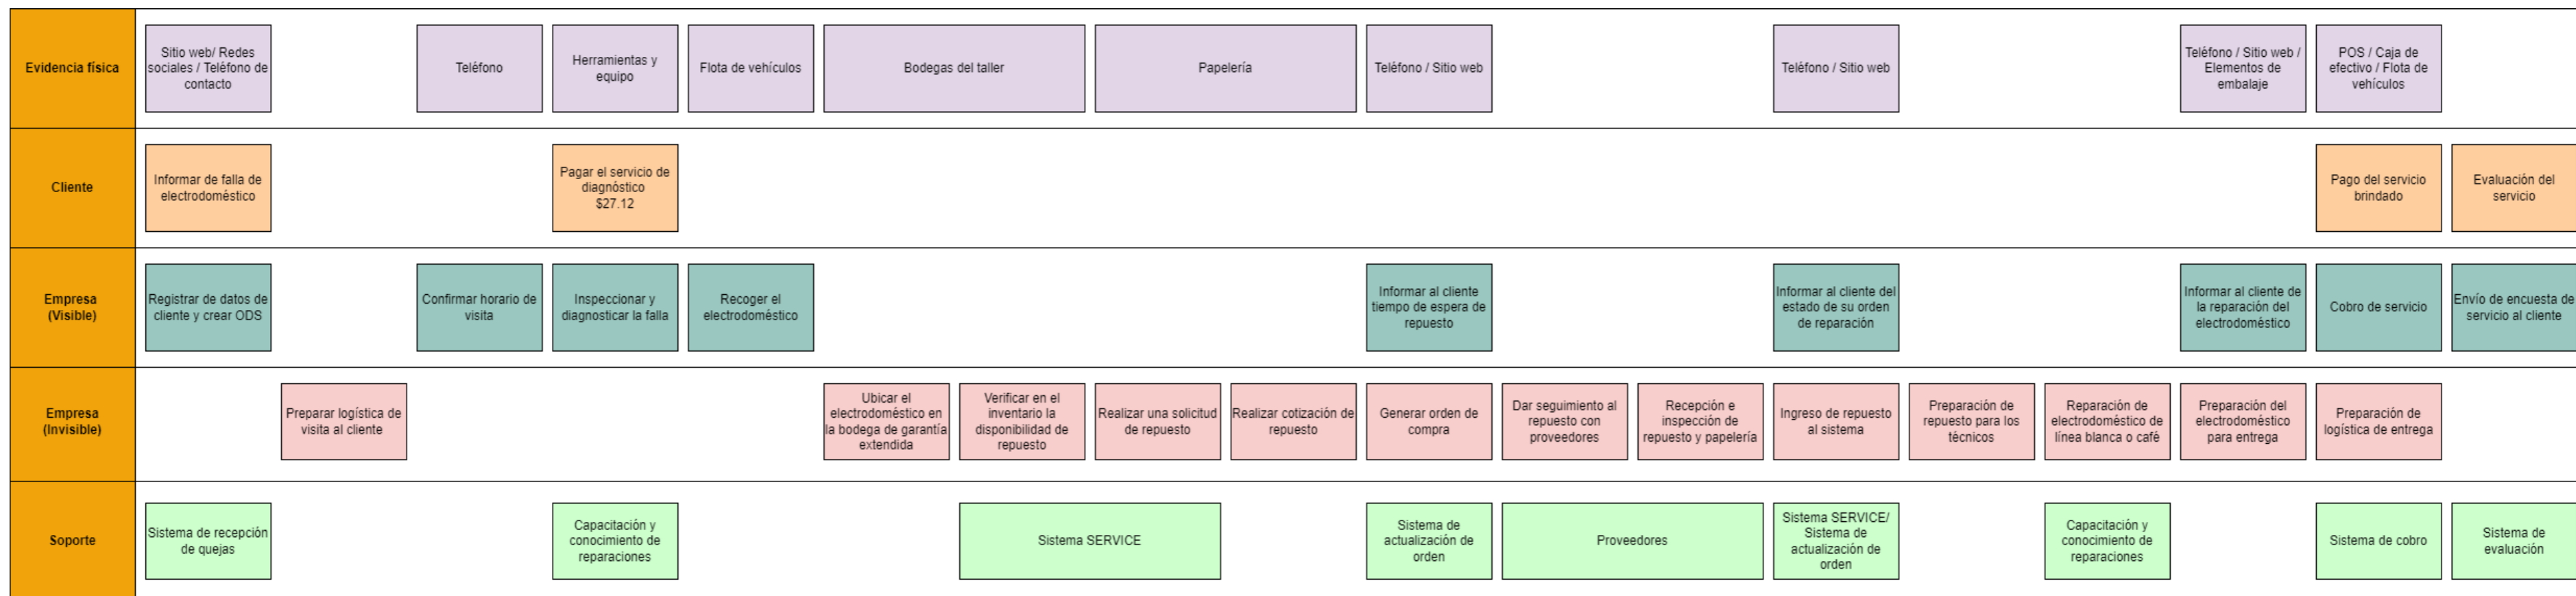 Evidencia física
Sitio web/ Redes
sociales / Teléfono de
contacto
Teléfono
Herramientas y
equipo
Flota de vehículos
Bodegas del taller
Papelería
Teléfono / Sitio web
Teléfono / Sitio web
Teléfono / Sitio web /
Elementos de
embalaje
POS / Caja de
efectivo / Flota de
vehículos
Cliente
Informar de falla de
electrodoméstico
Pagar el servicio de
diagnóstico
$27.12
Pago del servicio
brindado
Evaluación del
servicio
Empresa
(Visible)
Registrar de datos de
cliente y crear ODS
Confirmar horario de
visita
Inspeccionar y
diagnosticar la falla
Recoger el
electrodoméstico
Informar al cliente
tiempo de espera de
repuesto
Informar al cliente del
estado de su orden
de reparación
Informar al cliente de
la reparación del
electrodoméstico
Cobro de servicio
Envío de encuesta de
servicio al cliente
Empresa
(Invisible)
Preparar logística de
visita al cliente
Ubicar el
electrodoméstico en
la bodega de garantía
extendida
Verificar en el
inventario la
disponibilidad de
repuesto
Realizar una solicitud
de repuesto
Realizar cotización de
repuesto
Generar orden de
compra
Dar seguimiento al
repuesto con
proveedores
Recepción e
inspección de
repuesto y papelería
Ingreso de repuesto
al sistema
Preparación de
repuesto para los
técnicos
Reparación de
electrodoméstico de
línea blanca o café
Preparación del
electrodoméstico
para entrega
Preparación de
logística de entrega
Soporte
Sistema de recepción
de quejas
Capacitación y
conocimiento de
reparaciones
Sistema SERVICE
Sistema de
actualización de
orden
Proveedores
Sistema SERVICE/
Sistema de
actualización de
orden
Capacitación y
conocimiento de
reparaciones
Sistema de cobro
Sistema de
evaluación